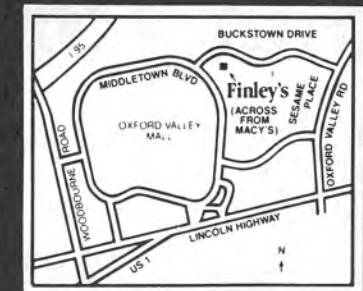 BUCKSTOWN DRIVE
I 95
MIDDLETOWN BLVD
Finley's
(ACROSS
FROM
MACY'S)
SESAME
PLACE
OXFORD VALLEY RD
OXFORD VALLEY
MALL
WOODBOURNE
ROAD
LINCOLN HIGHWAY
US 1
N